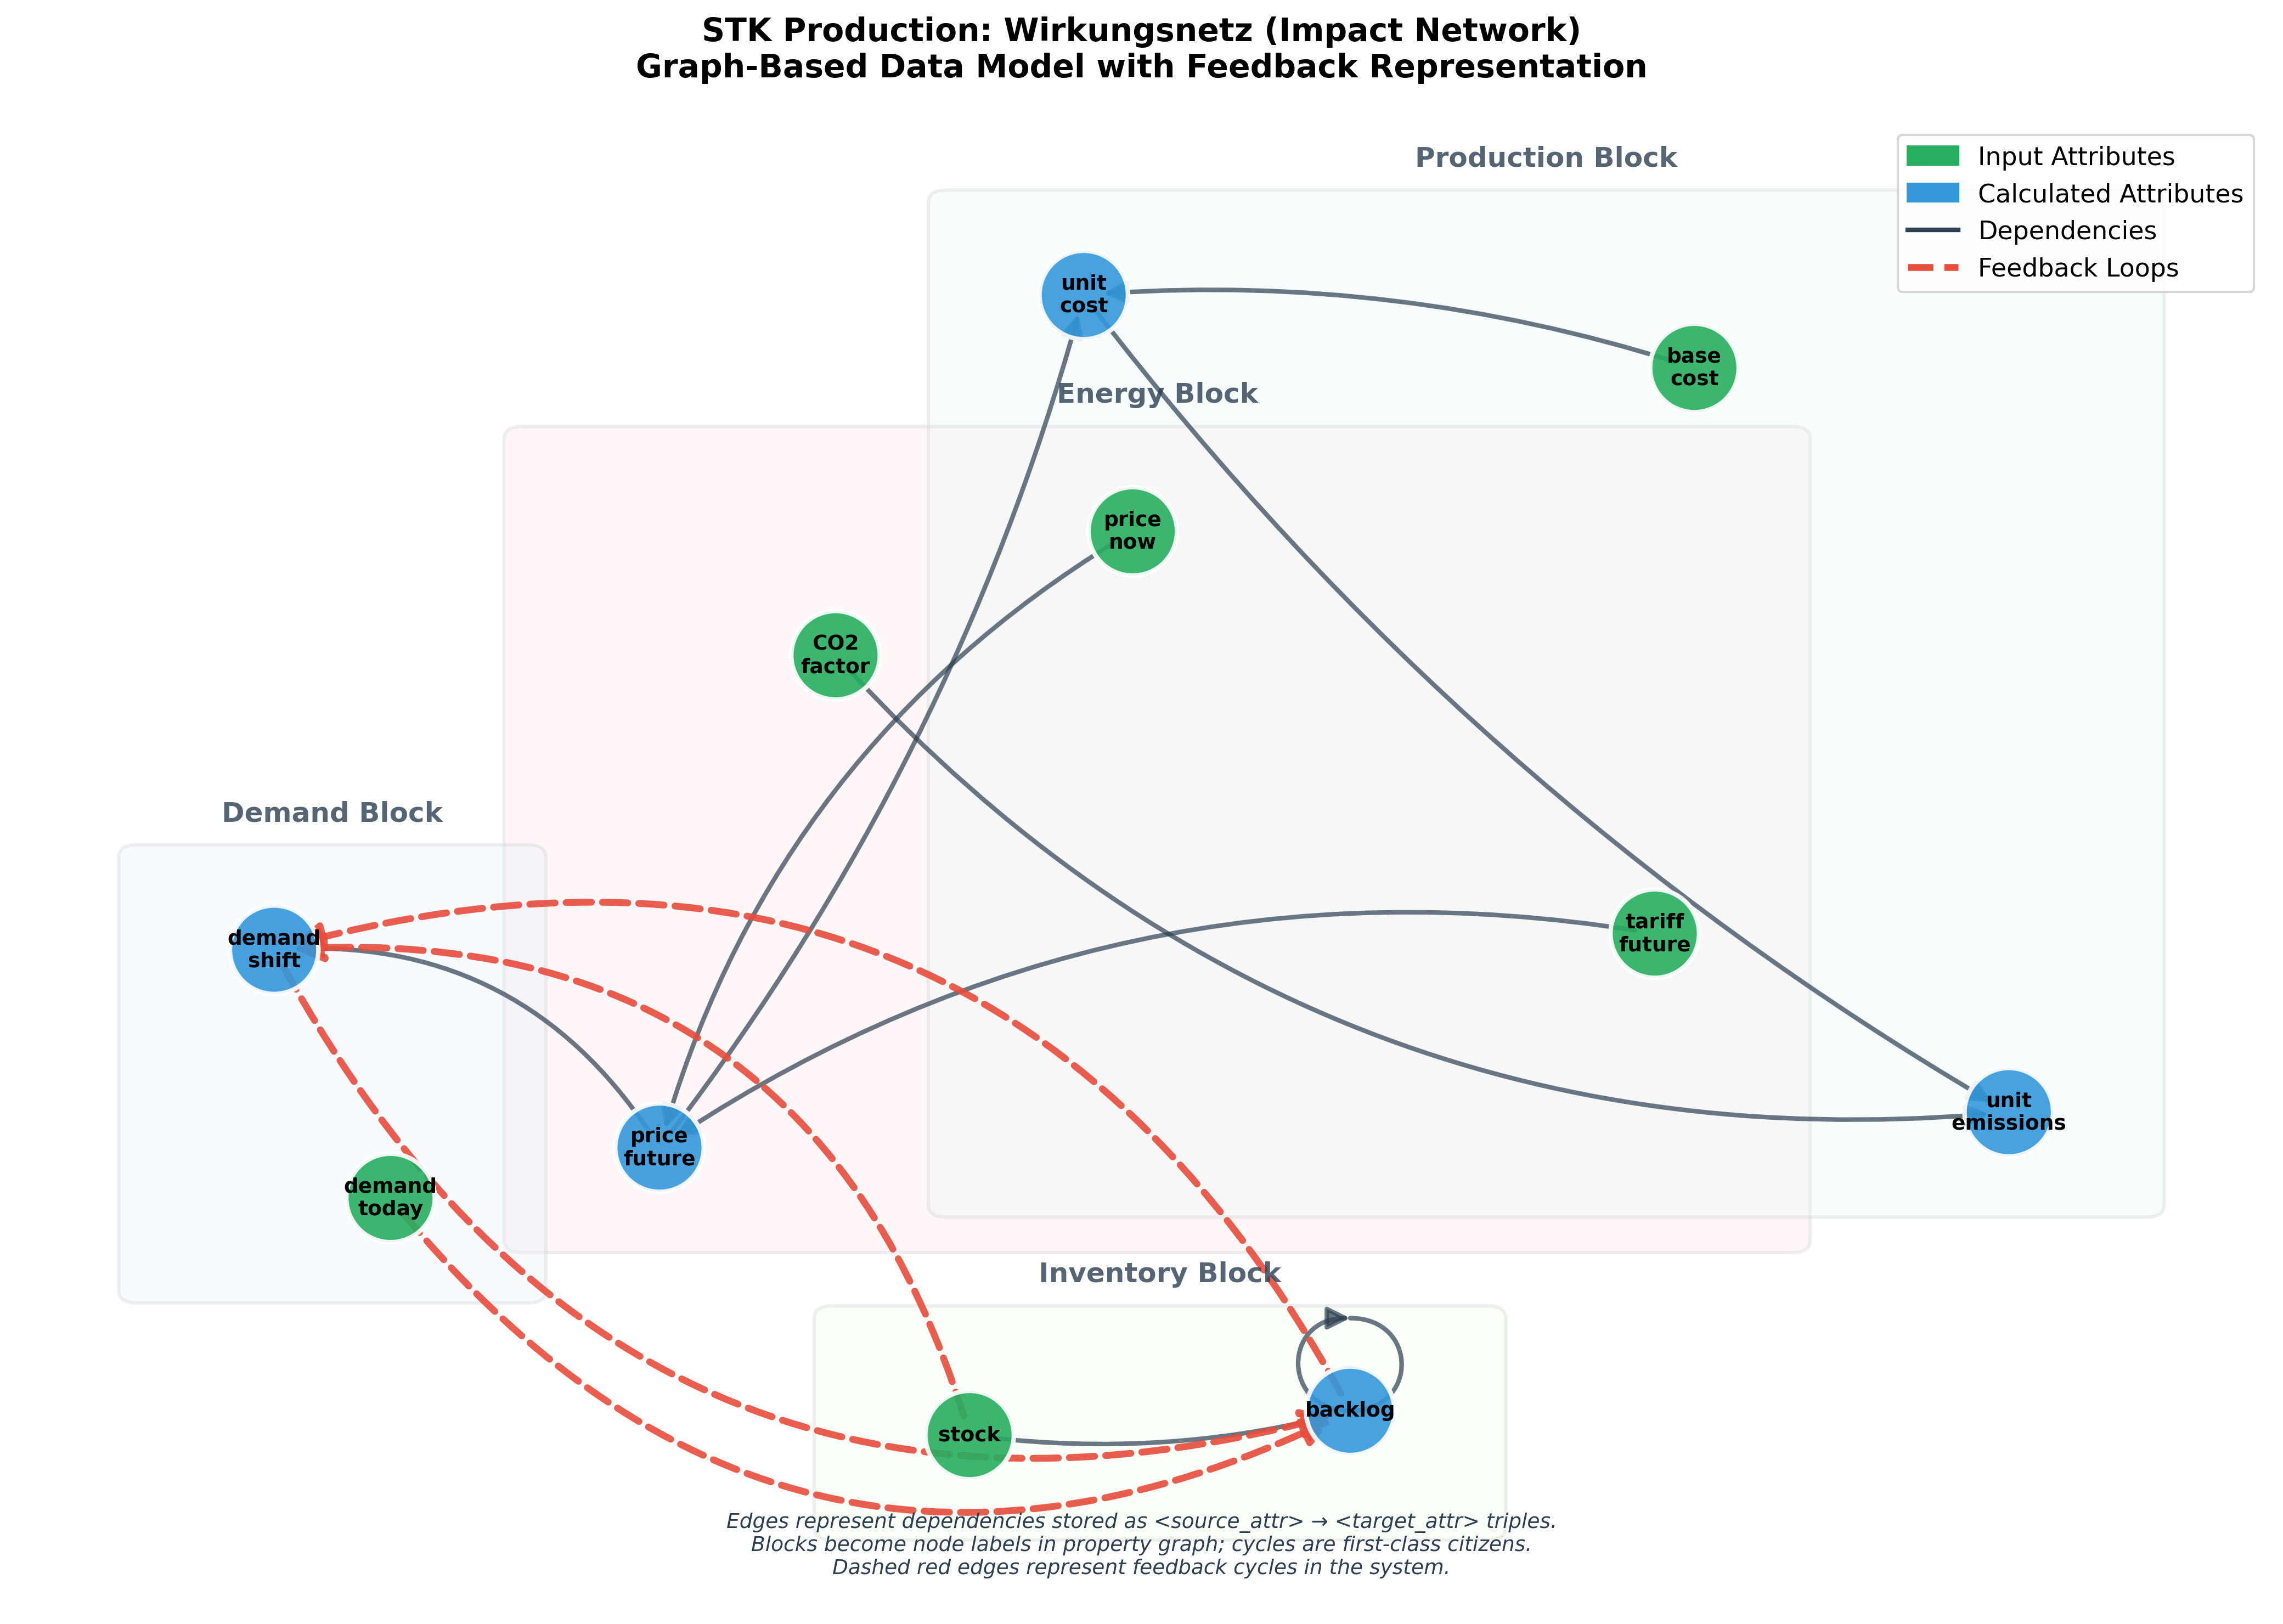 STK Production: Wirkungsnetz (Impact Network)
Graph-Based Data Model with Feedback Representation
Production Block
Input Attributes
Calculated Attributes
Dependencies
Feedback Loops
unit
cost
base
cost
Energy Block
price
now
CO2
factor
Demand Block
demand
shift
tariff
future
unit
emissions
price
future
demand
today
Inventory Block
backlog
stock
Edges represent dependencies stored as <source_attr> → <target_attr> triples.
Blocks become node labels in property graph; cycles are first-class citizens.
Dashed red edges represent feedback cycles in the system.